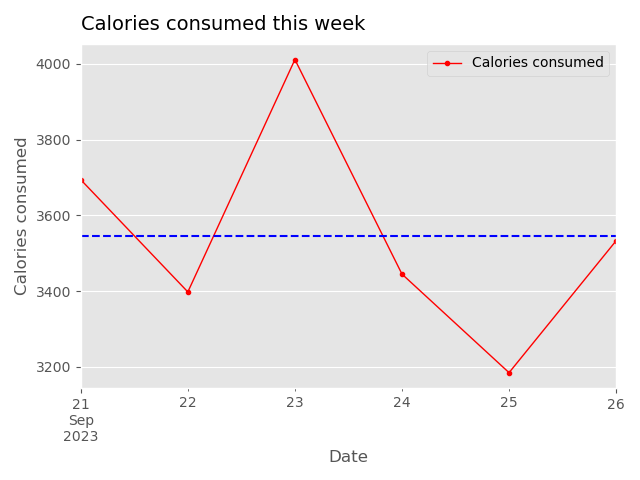 Calories consumed this week
Calories consumed
4000
3800
3600
3400
3200
Calories consumed
21
Sep
2023
22
23
24
25
26
Date